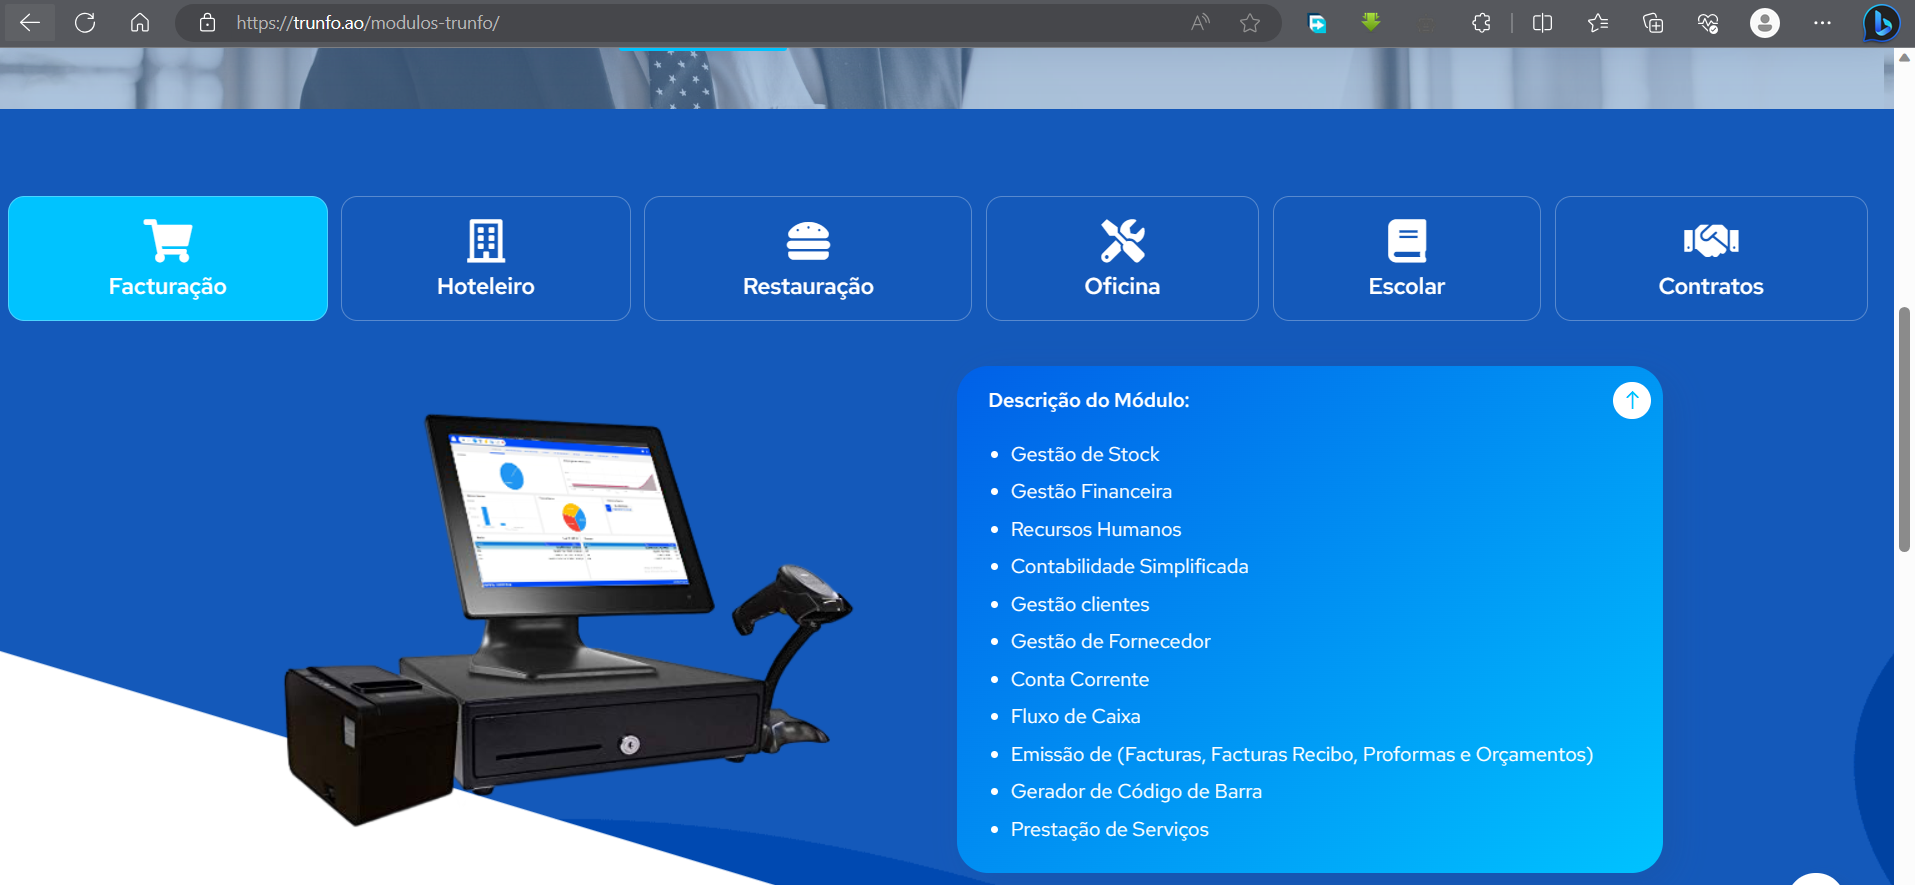 https://trunfo.ao/modulos-trunfo/
Facturação
Hoteleiro
Restauração
Oficina
Escolar
Contratos
Descrição do Módulo:
Gestão de Stock
Gestão Financeira
Recursos Humanos
Contabilidade Simplificada
Gestão clientes
Gestão de Fornecedor
Conta Corrente
Fluxo de Caixa
Emissão de (Facturas, Facturas Recibo, Proformas e Orçamentos)
Gerador de Código de Barra
Prestação de Serviços